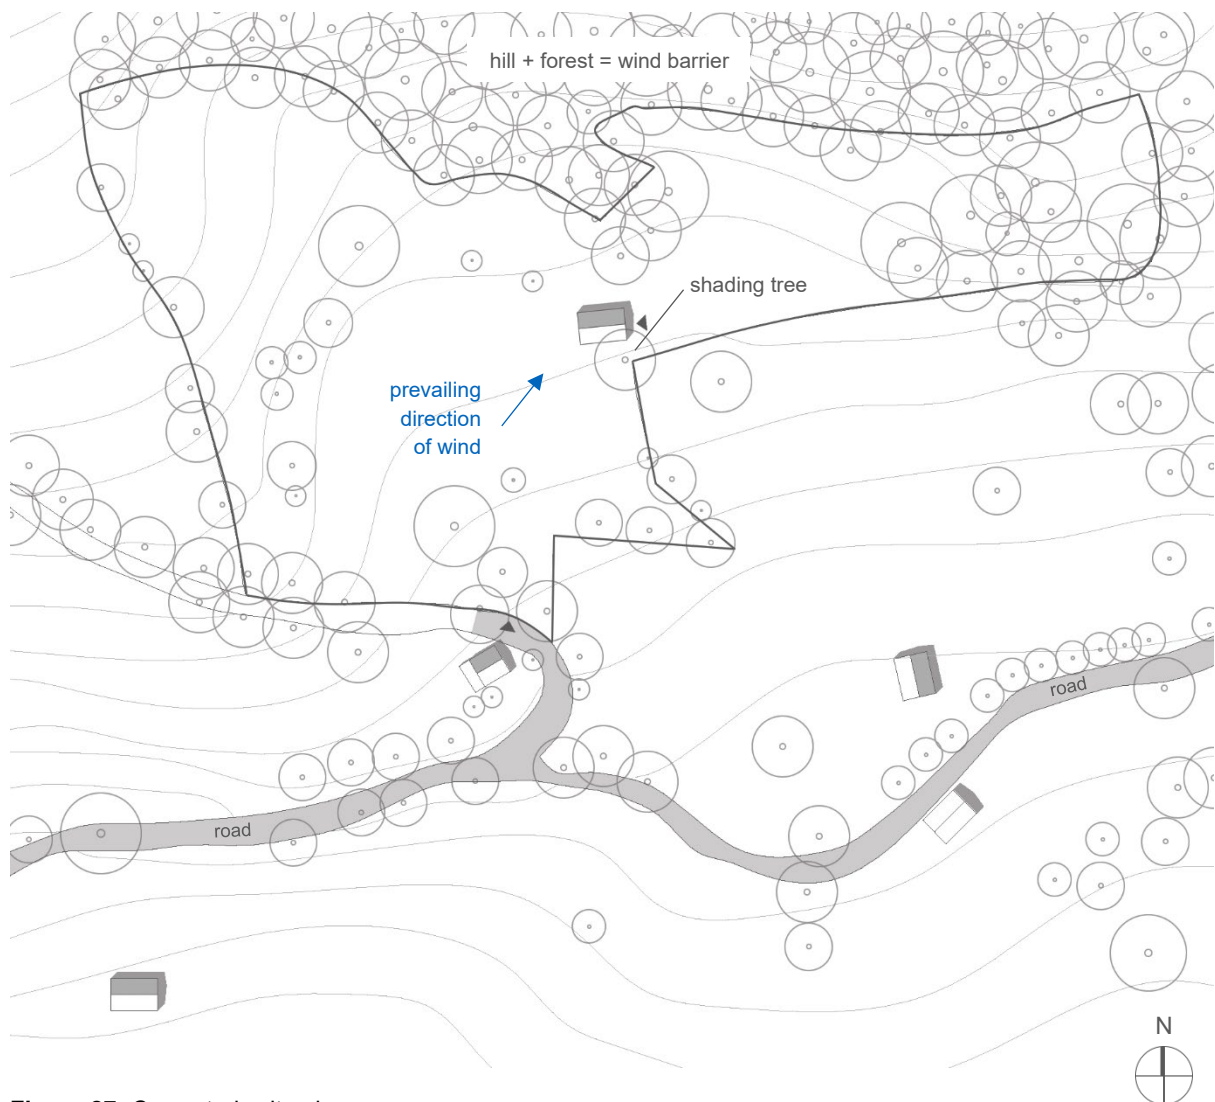 hill + forest = wind barrier
shading tree
prevailing
direction
of wind
road
road
N